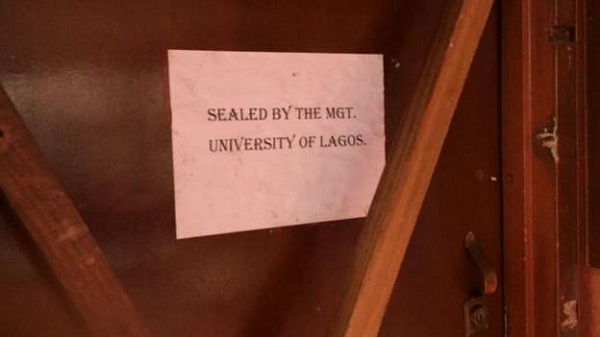 SEALED BY THE MGT.
UNIVERSITY OF LAGOS.